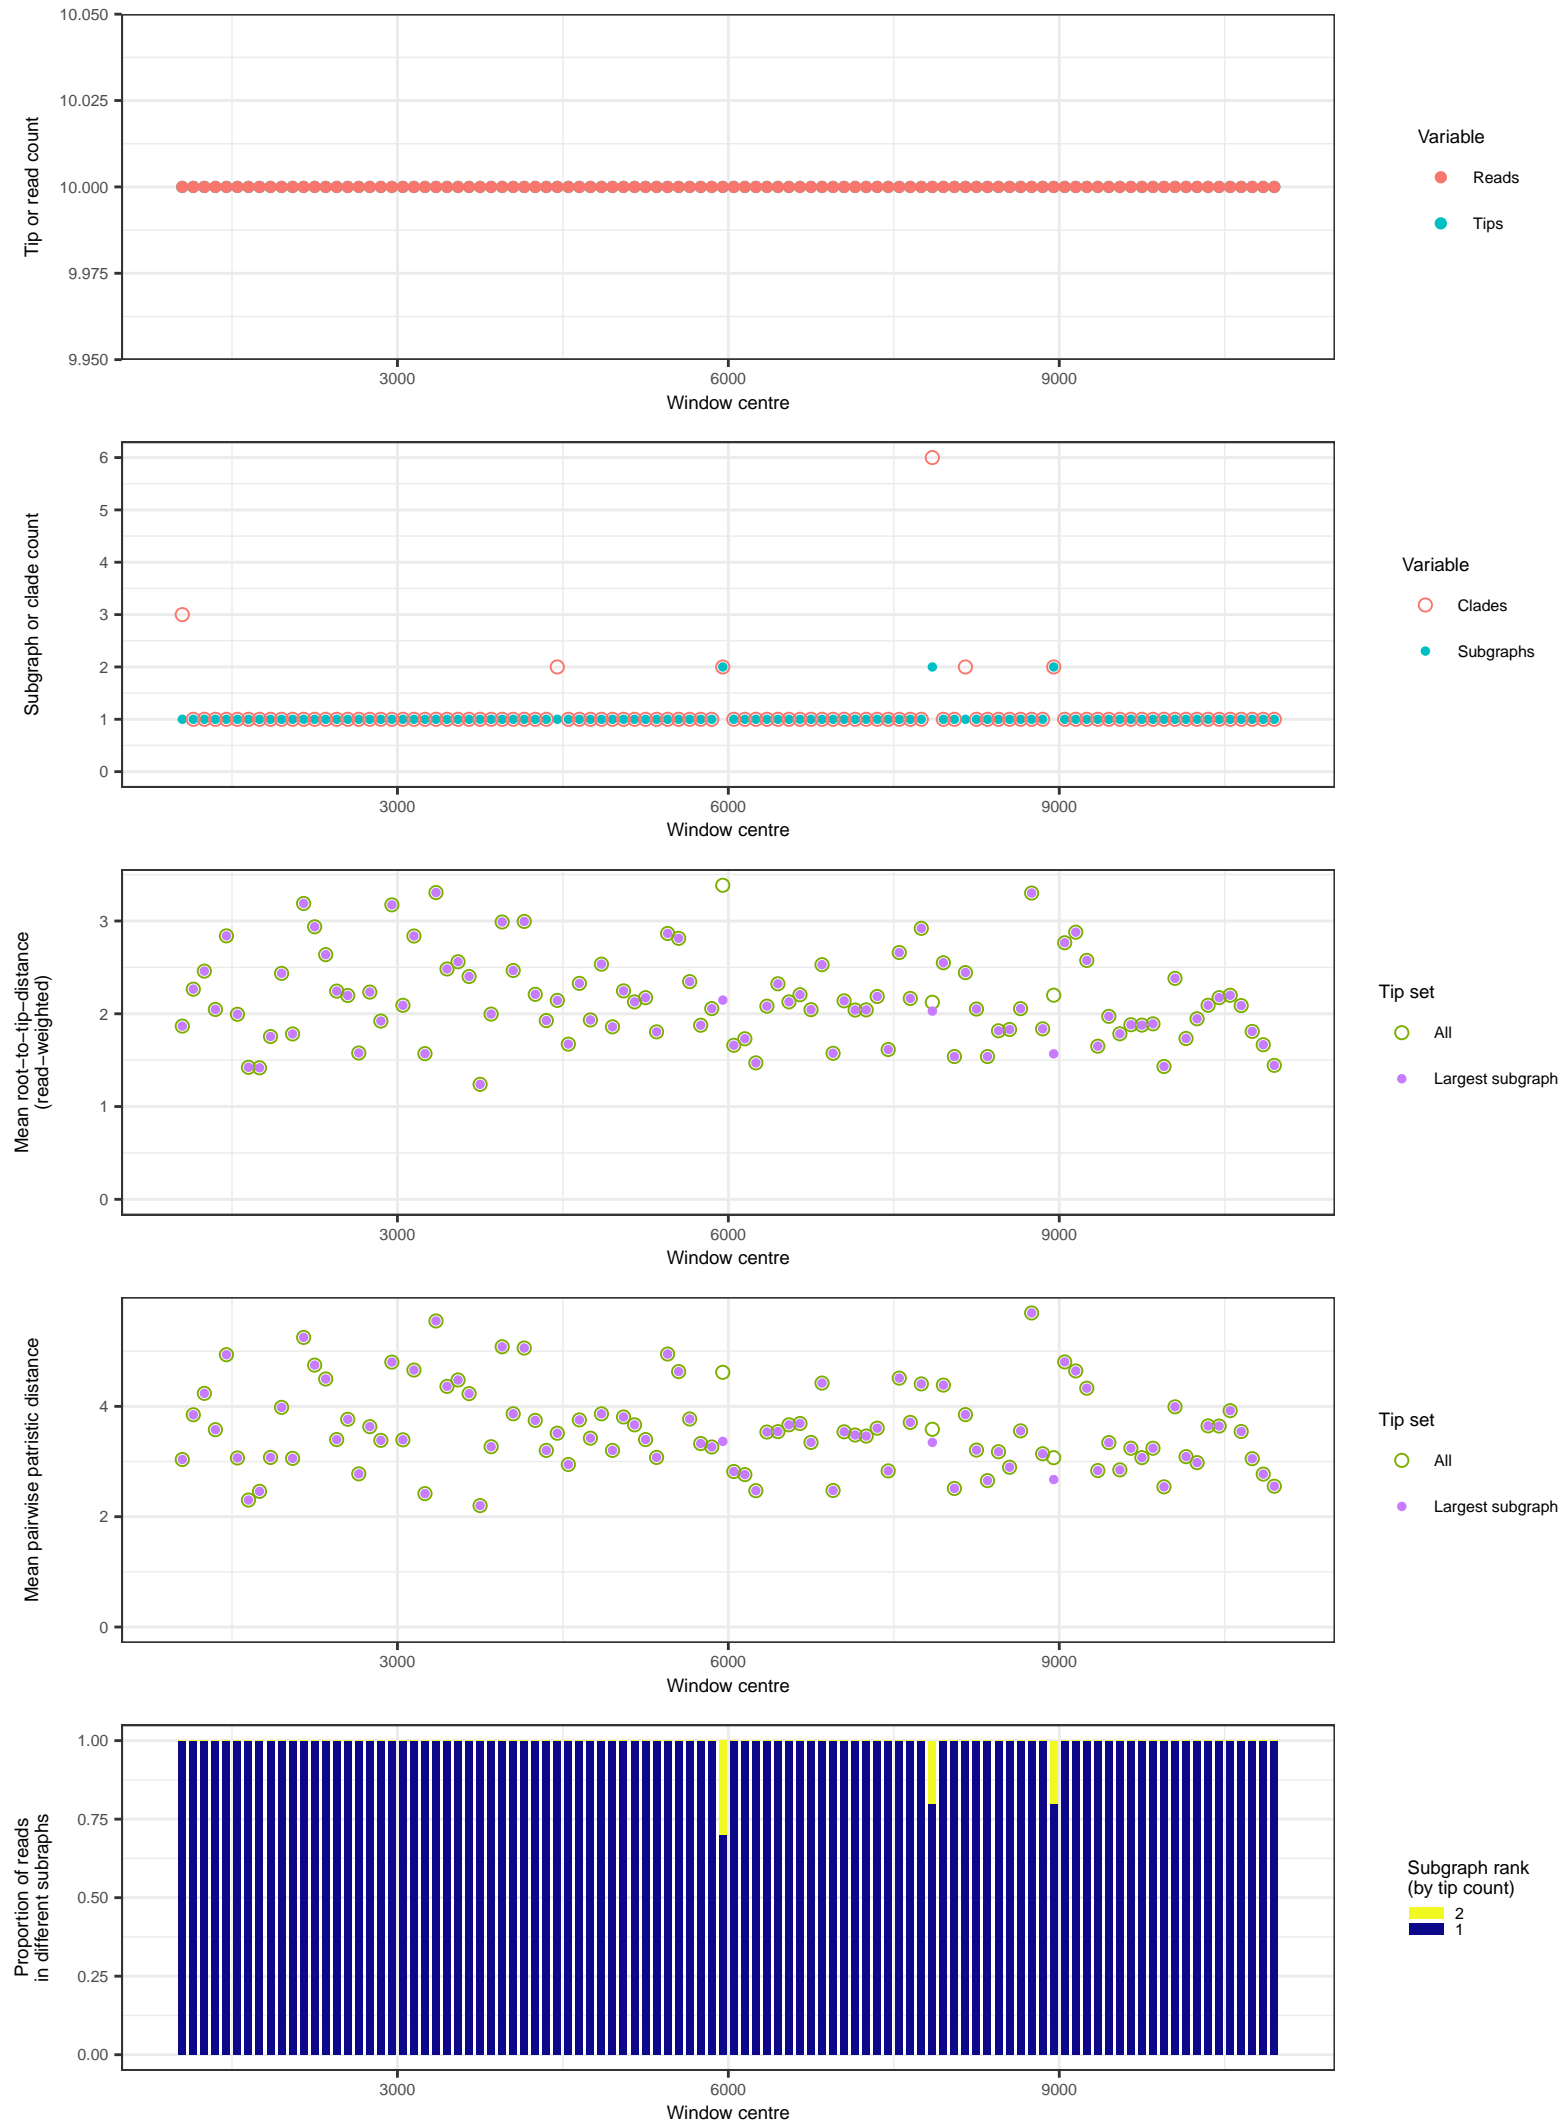 10.050
10.025
10.000
9.975
9.950
Tip or read count
3000
6000
9000
Window centre
Variable
Reads
Tips
6
5
4
3
2
1
0
Subgraph or clade count
3000
6000
9000
Window centre
Variable
Clades
Subgraphs
3
2
1
0
Mean root−to−tip−distance
(read−weighted)
3000
6000
9000
Window centre
Tip set
All
Largest subgraph
4
2
0
Mean pairwise patristic distance
3000
6000
9000
Window centre
Tip set
All
Largest subgraph
1.00
0.75
0.50
0.25
0.00
Proportion of reads
in different subraphs
3000
6000
9000
Window centre
Subgraph rank
(by tip count)
2
1